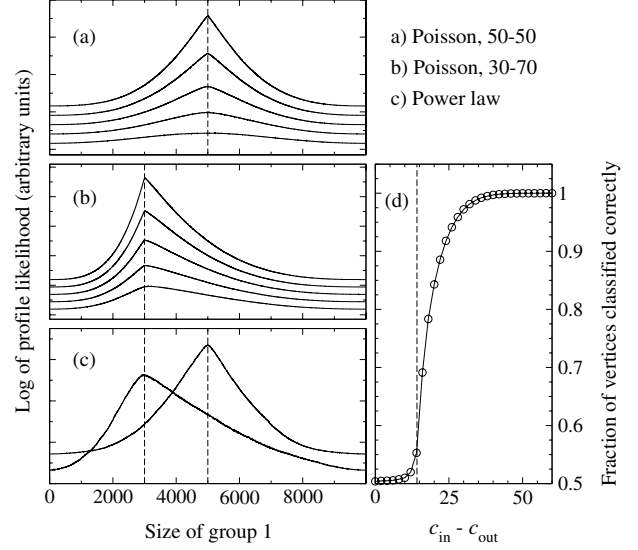 (a)
a) Poisson, 50-50
b) Poisson, 30-70
c) Power law
Log of profile likelihood (arbitrary units)
(b)
(c)
0 2000 4000 6000 8000
Size of group 1
(d)
1
0.9
0.8
0.7
0.6
0.5
Fraction of vertices classified correctly
0 25 50
c_in - c_out